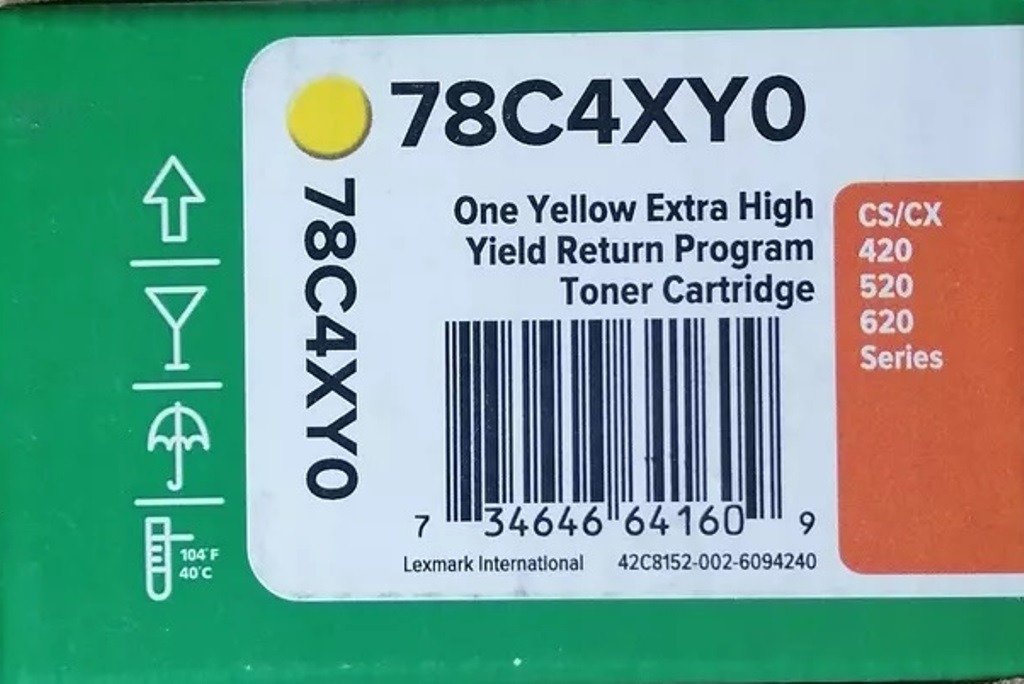 78C4XY0
78C4XY0
One Yellow Extra High
Yield Return Program
Toner Cartridge
CS/CX
420
520
620
Series
7 34646 64160 9
Lexmark International 42C8152-002-6094240
104°F
40°C